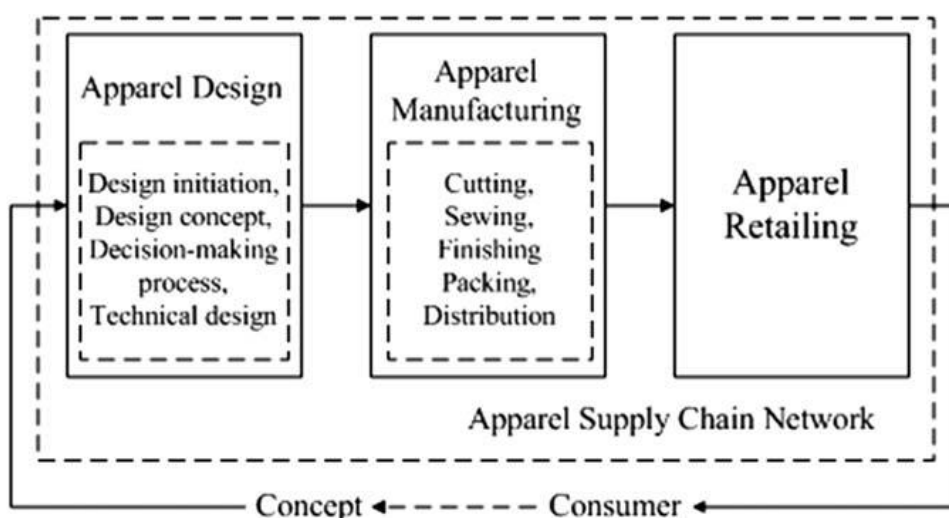 Apparel Design
Design initiation,
Design concept,
Decision-making
process,
Technical design
Apparel
Manufacturing
Cutting,
Sewing,
Finishing
Packing,
Distribution
Apparel
Retailing
Apparel Supply Chain Network
Concept
Consumer